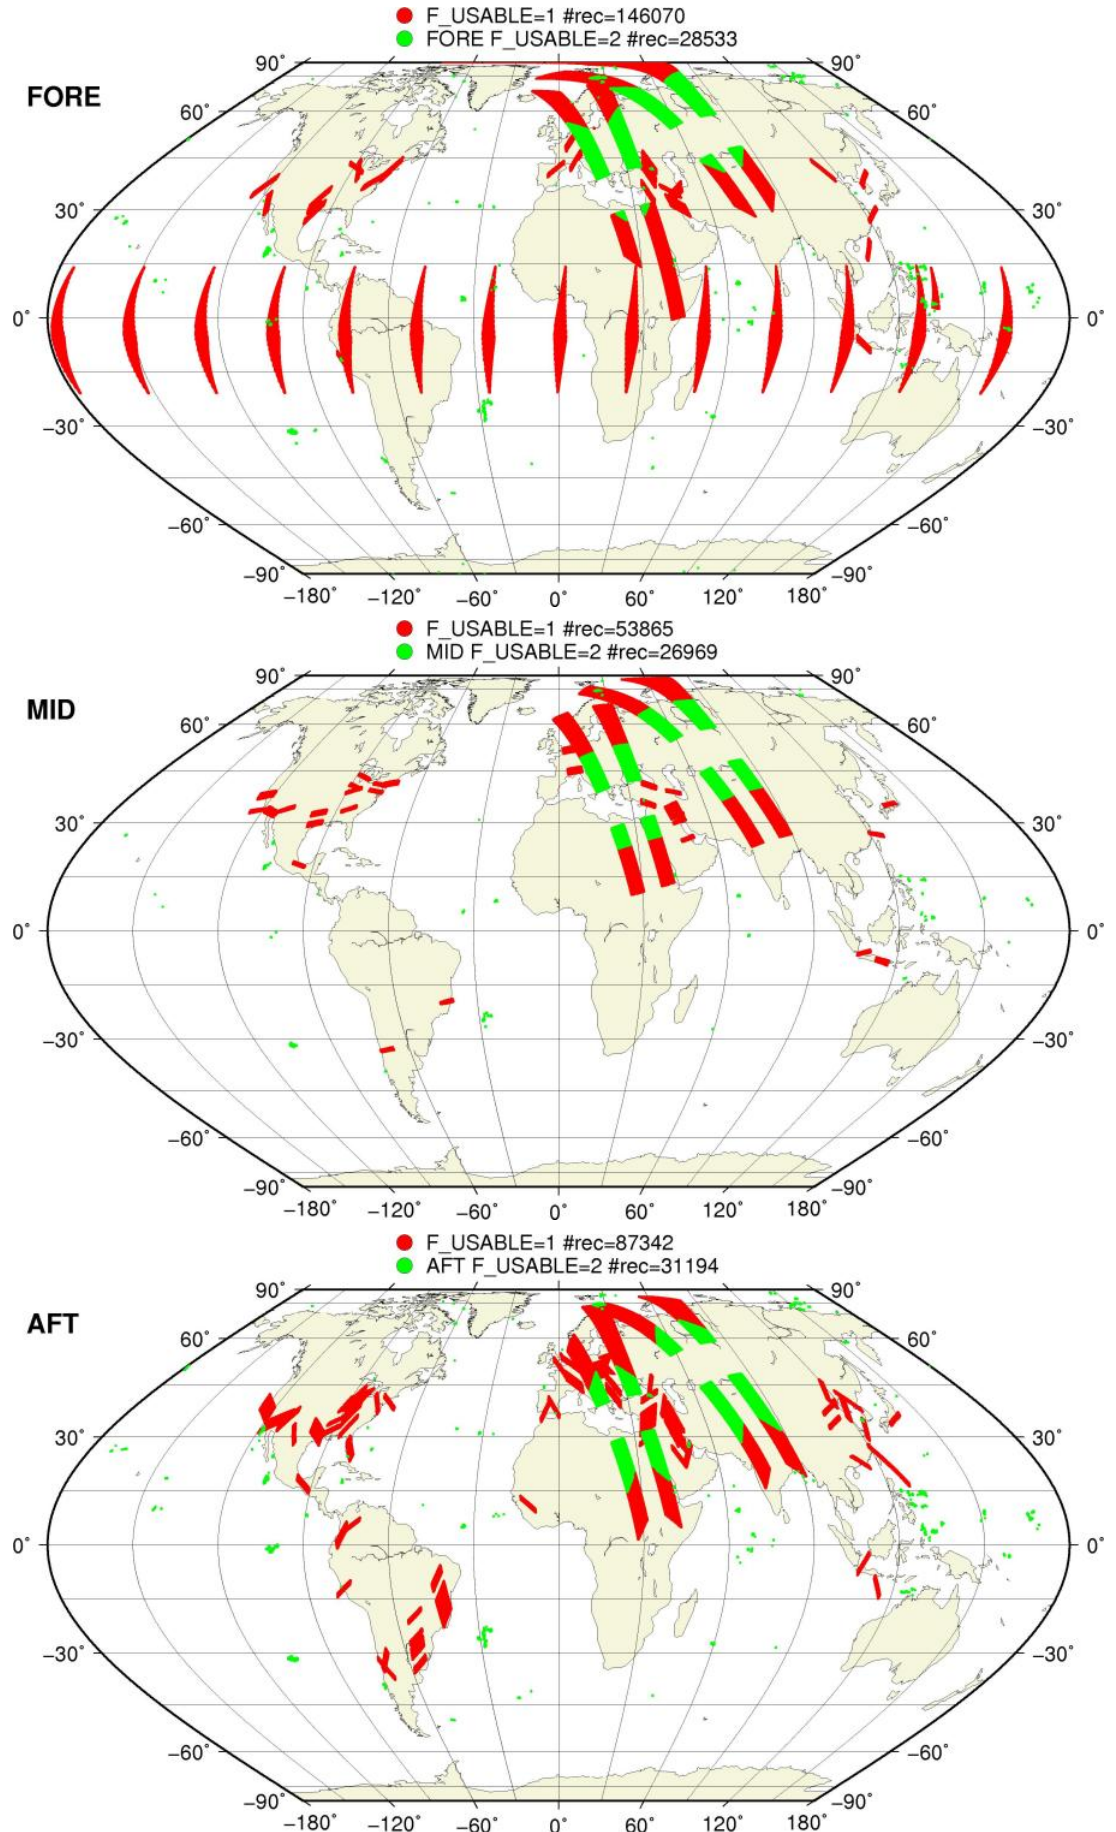 F_USABLE=1 #rec=146070
FORE F_USABLE=2 #rec=28533
FORE
90° 90°
60° 60°
30° 30°
0° 0°
−30° −30°
−60° −60°
−90° −90°
−180° −120° −60° 0° 60° 120° 180°
F_USABLE=1 #rec=53865
MID F_USABLE=2 #rec=26969
MID
90° 90°
60° 60°
30° 30°
0° 0°
−30° −30°
−60° −60°
−90° −90°
−180° −120° −60° 0° 60° 120° 180°
F_USABLE=1 #rec=87342
AFT F_USABLE=2 #rec=31194
AFT
90° 90°
60° 60°
30° 30°
0° 0°
−30° −30°
−60° −60°
−90° −90°
−180° −120° −60° 0° 60° 120° 180°